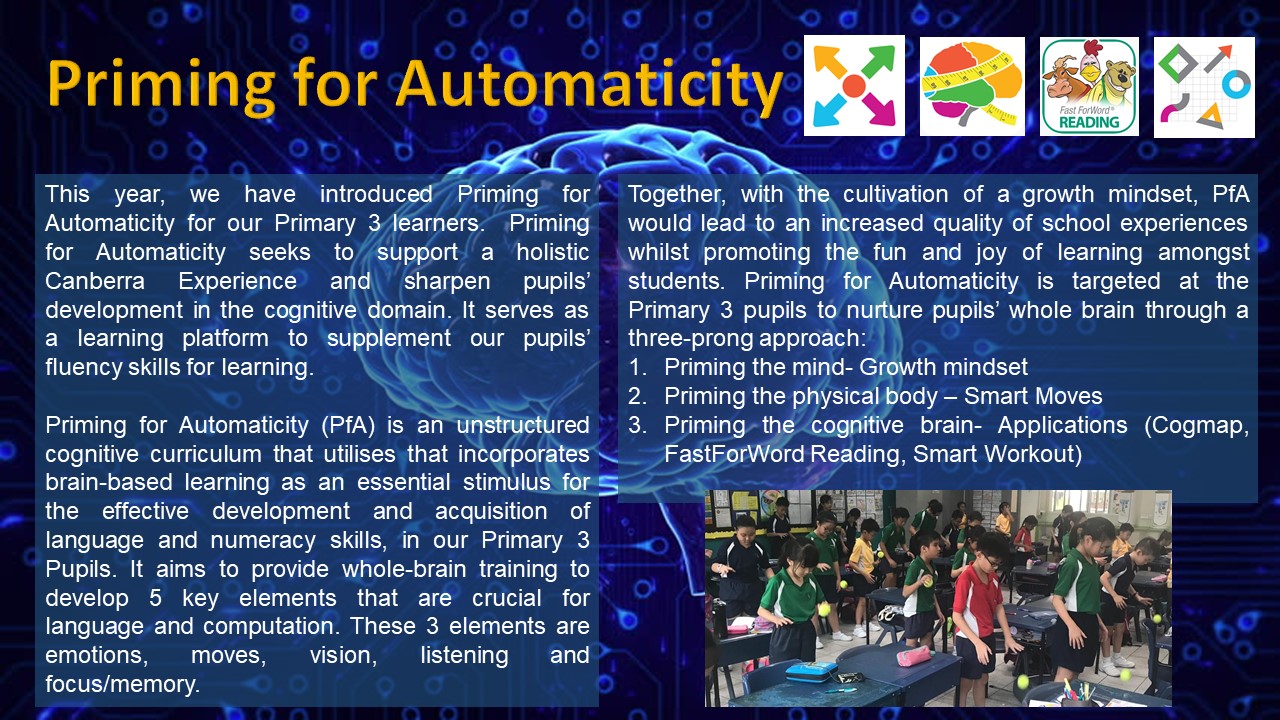 Priming for Automaticity
Fast ForWord®
READING
This year, we have introduced Priming for
Automaticity for our Primary 3 learners. Priming
for Automaticity seeks to support a holistic
Canberra Experience and sharpen pupils’
development in the cognitive domain. It serves as
a learning platform to supplement our pupils’
fluency skills for learning.
Priming for Automaticity (PfA) is an unstructured
cognitive curriculum that utilises that incorporates
brain-based learning as an essential stimulus for
the effective development and acquisition of
language and numeracy skills, in our Primary 3
Pupils. It aims to provide whole-brain training to
develop 5 key elements that are crucial for
language and computation. These 3 elements are
emotions, moves, vision, listening and
focus/memory.
Together, with the cultivation of a growth mindset, PfA
would lead to an increased quality of school experiences
whilst promoting the fun and joy of learning amongst
students. Priming for Automaticity is targeted at the
Primary 3 pupils to nurture pupils’ whole brain through a
three-prong approach:
1. Priming the mind- Growth mindset
2. Priming the physical body – Smart Moves
3. Priming the cognitive brain- Applications (Cogmap,
FastForWord Reading, Smart Workout)